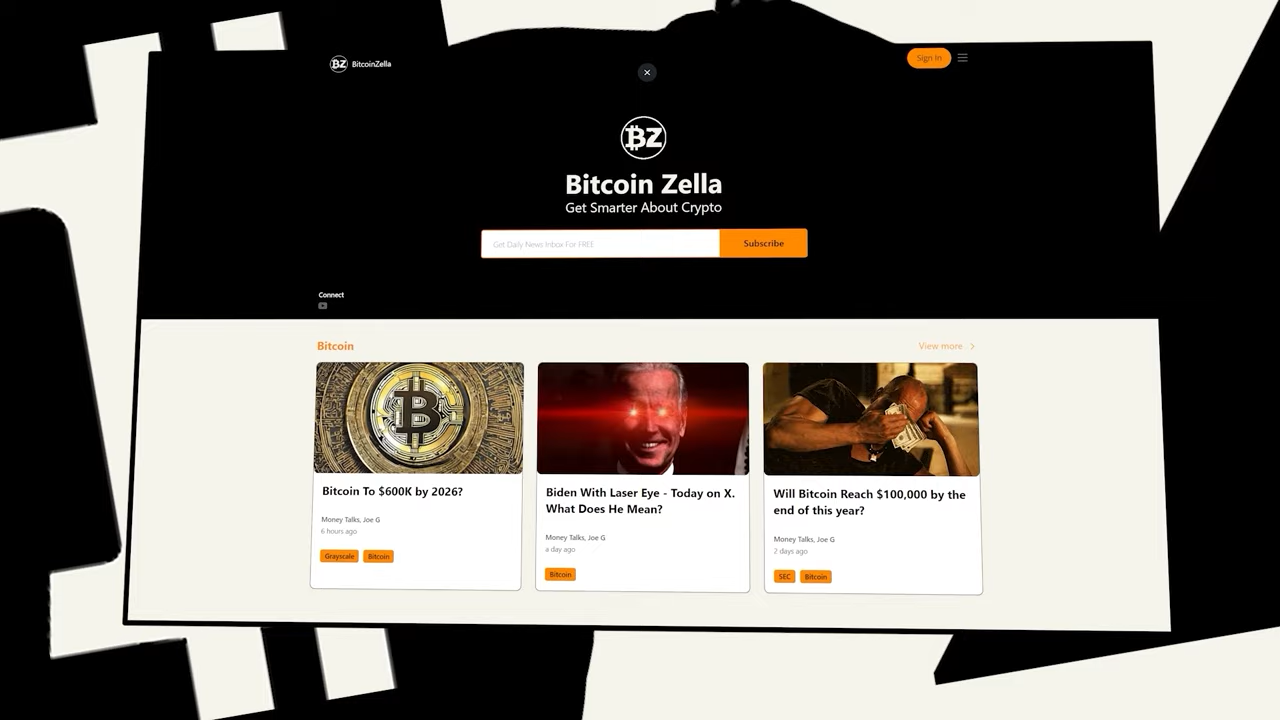 BZ BitcoinZella
Sign In
BZ
Bitcoin Zella
Get Smarter About Crypto
Get Daily News Inbox For FREE
Subscribe
Connect
Bitcoin
View more
Bitcoin To $600K by 2026?
Money Talks, Joe G
6 hours ago
Grayscale Bitcoin
Biden With Laser Eye - Today on X.
What Does He Mean?
Money Talks, Joe G
a day ago
Bitcoin
Will Bitcoin Reach $100,000 by the
end of this year?
Money Talks, Joe G
2 days ago
SEC Bitcoin